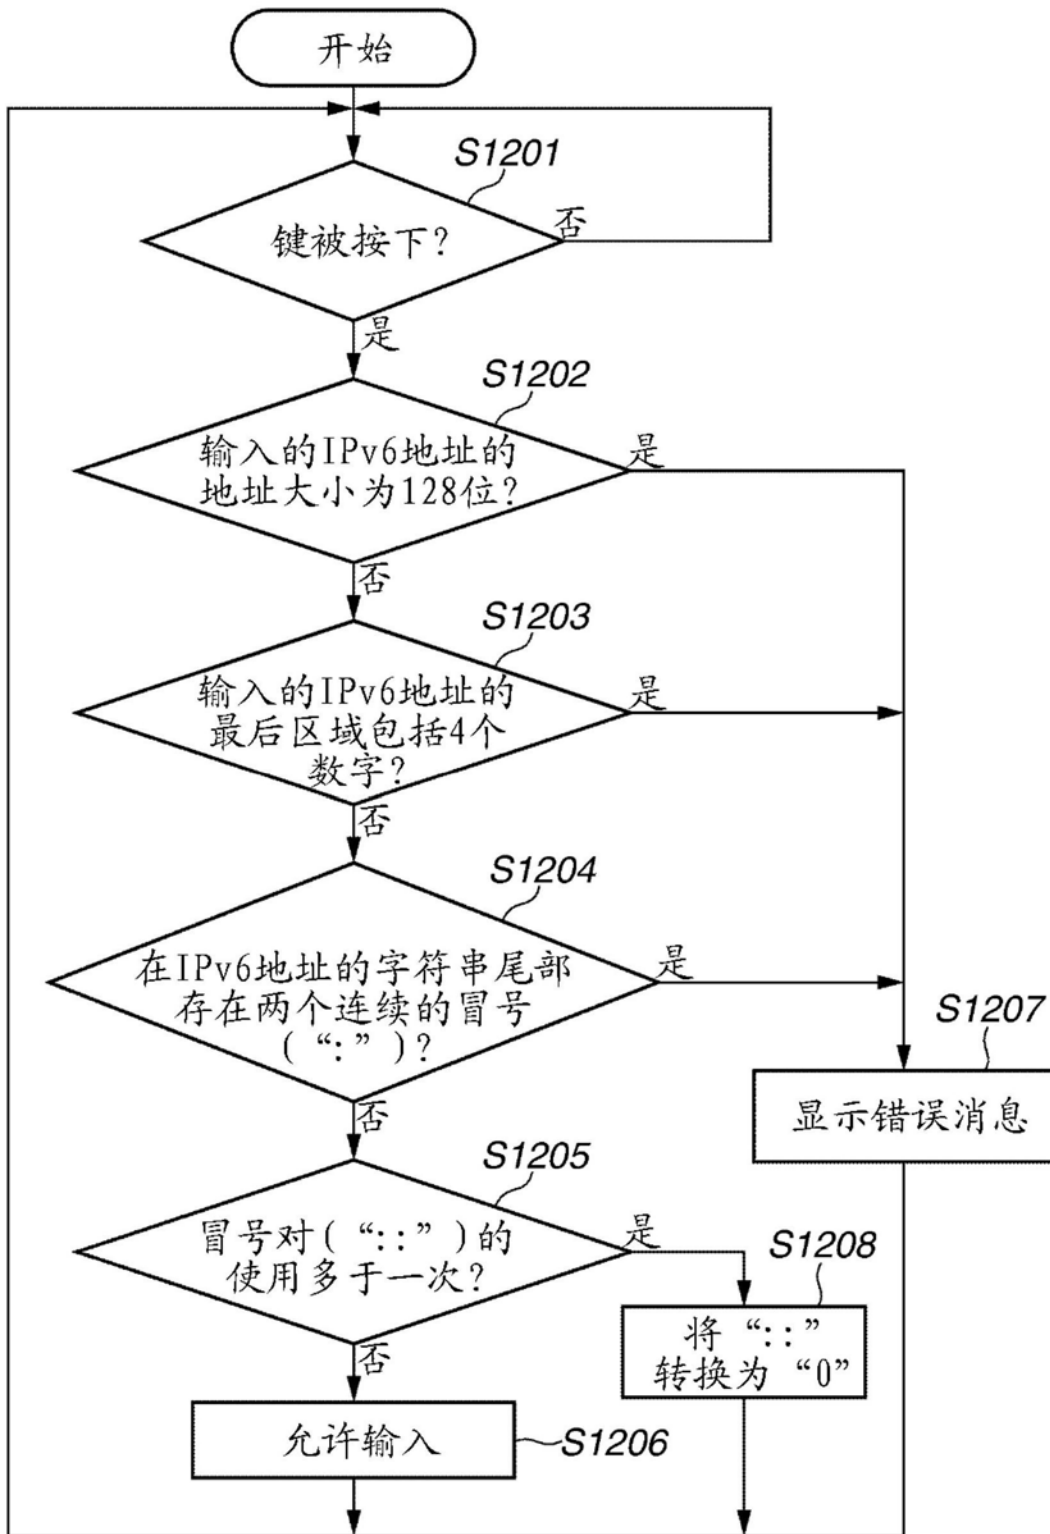 开始
S1201
键被按下？
否
是
S1202
输入的IPv6地址的
地址大小为128位？
是
否
S1203
输入的IPv6地址的
最后区域包括4个
数字？
是
否
S1204
在IPv6地址的字符串尾部
存在两个连续的冒号
(“:”)？
是
否
S1207
显示错误消息
S1205
冒号对(“::”)的
使用多于一次？
是
否
S1208
将“::”
转换为“0”
允许输入
S1206